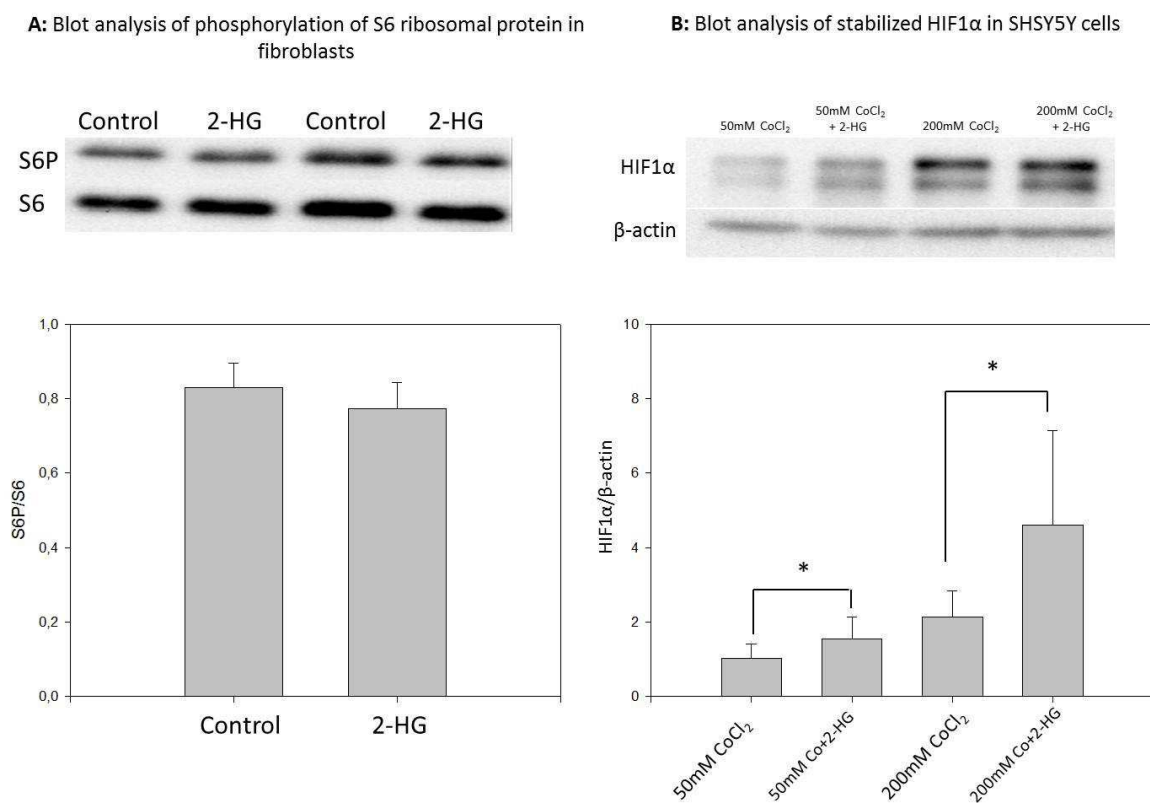 A: Blot analysis of phosphorylation of S6 ribosomal protein in
fibroblasts
Control 2-HG Control 2-HG
S6P
S6
1,0
0,8
0,6
0,4
0,2
0,0
S6P/S6
Control 2-HG
B: Blot analysis of stabilized HIF1α in SHSY5Y cells
50mM CoCl₂
50mM CoCl₂
+ 2-HG
200mM CoCl₂
200mM CoCl₂
+ 2-HG
HIF1α
β-actin
10
8
6
4
2
0
HIF1α/β-actin
*
*
50mM CoCl₂
50mM Co+2-HG
200mM CoCl₂
200mM Co+2-HG